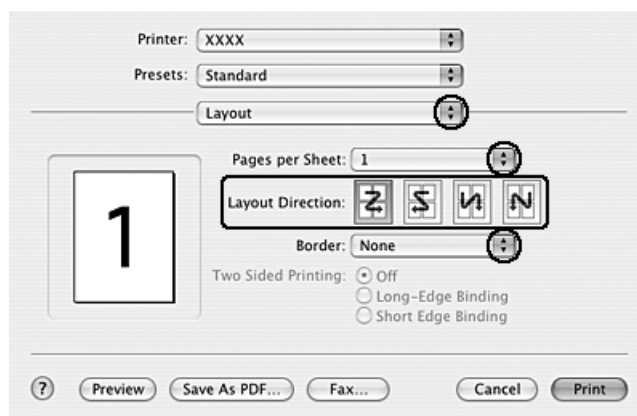 Printer: XXXX
Presets: Standard
Layout
Pages per Sheet: 1
1
Layout Direction:
Border: None
Two Sided Printing: Off
Long-Edge Binding
Short Edge Binding
? Preview Save As PDF... Fax... Cancel Print